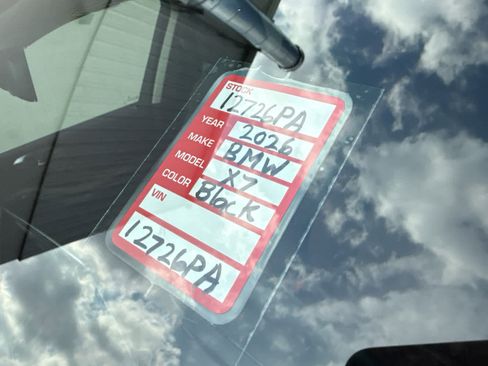 STOCK
12726PA
YEAR 2026
MAKE BMW
MODEL X7
COLOR Black
VIN
12726PA